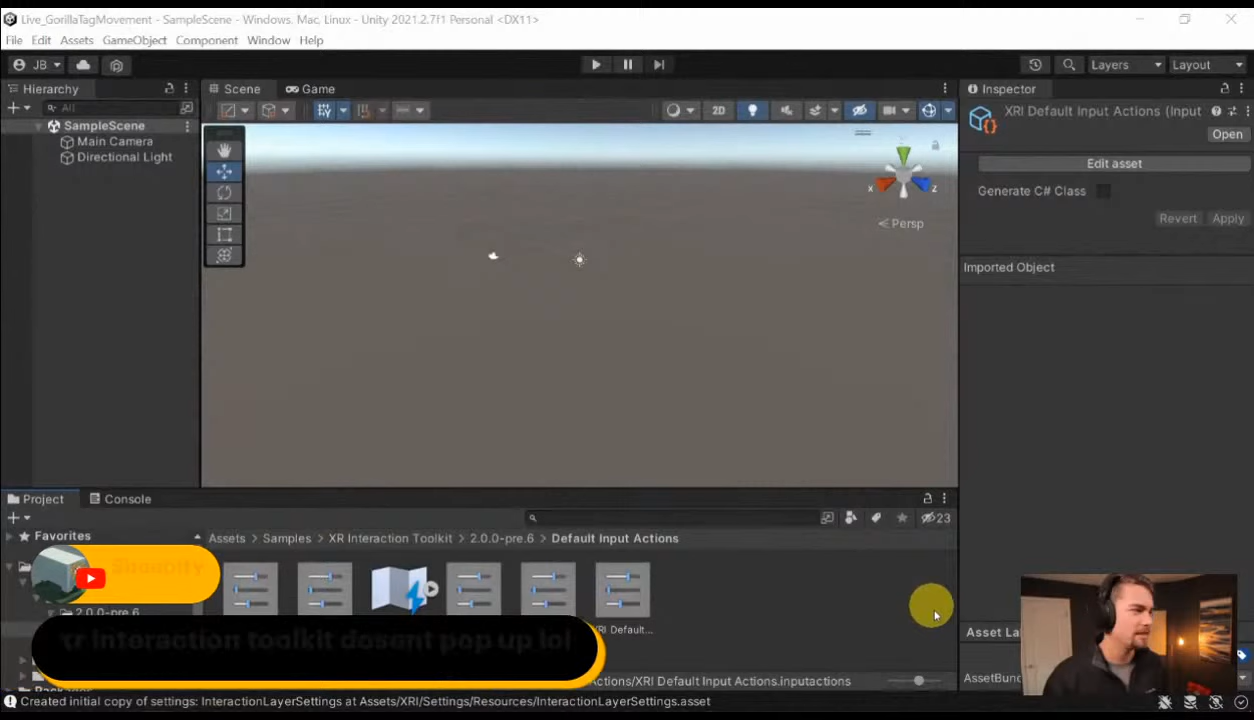 Live_GorillaTagMovement - SampleScene - Windows, Mac, Linux - Unity 2021.2.7f1 Personal <DX11>
File Edit Assets GameObject Component Window Help
JB Layers Layout
Hierarchy Scene Game Inspector
All 2D XRI Default Input Actions (Input
SampleScene Open
Main Camera
Directional Light Edit asset
Generate C# Class
x z
Revert Apply
Persp
Imported Object
Project Console
23
Favorites Assets Samples XR Interaction Toolkit 2.0.0-pre.6 Default Input Actions
2.0.0-pre.6
XRI Default...
xr interaction toolkit dosent pop up lol
Asset La
Actions/XRI Default Input Actions.inputactions AssetBun
Packages
Created initial copy of settings: InteractionLayerSettings at Assets/XRI/Settings/Resources/InteractionLayerSettings.asset